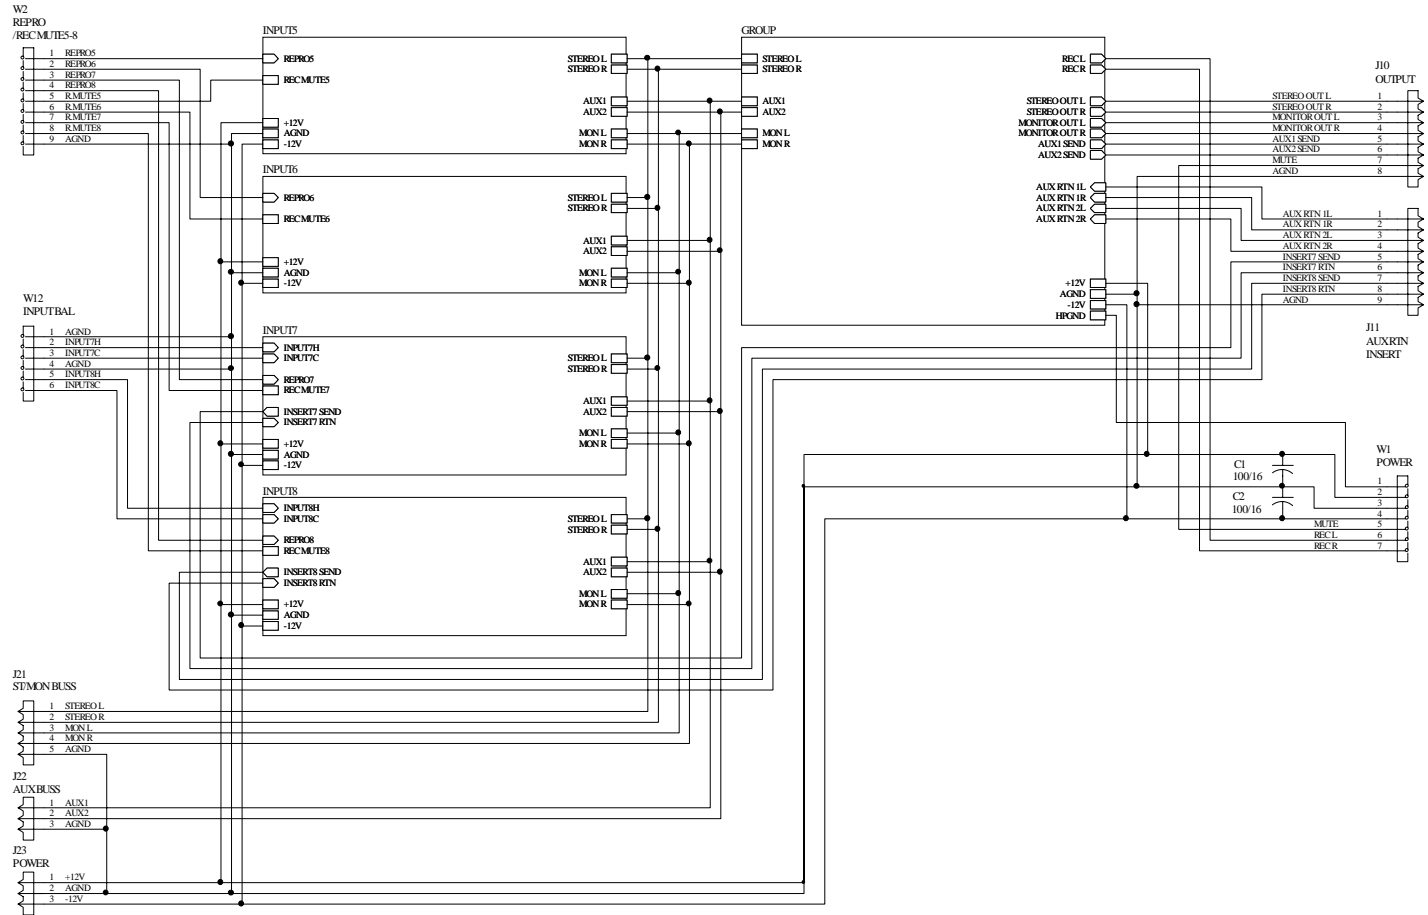 W2
REPRO
/RECMUTE5-8
1 REPRO5
2 REPRO6
3 REPRO7
4 REPRO8
5 R.MUTE5
6 R.MUTE6
7 R.MUTE7
8 R.MUTE8
9 AGND
INPUT5
REPRO5
RECMUTE5
+12V
AGND
-12V
STEREO L
STEREO R
AUX1
AUX2
MON L
MON R
INPUT6
REPRO6
RECMUTE6
+12V
AGND
-12V
STEREO L
STEREO R
AUX1
AUX2
MON L
MON R
W12
INPUT BAL
1 AGND
2 INPUT7H
3 INPUT7C
4 AGND
5 INPUT8H
6 INPUT8C
INPUT7
INPUT7H
INPUT7C
REPRO7
RECMUTE7
INSERT7 SEND
INSERT7 RTN
+12V
AGND
-12V
STEREO L
STEREO R
AUX1
AUX2
MON L
MON R
INPUT8
INPUT8H
INPUT8C
REPRO8
RECMUTE8
INSERT8 SEND
INSERT8 RTN
+12V
AGND
-12V
STEREO L
STEREO R
AUX1
AUX2
MON L
MON R
GROUP
STEREO L
STEREO R
AUX1
AUX2
MON L
MON R
REC L
REC R
STEREO OUT L
STEREO OUT R
MONITOR OUT L
MONITOR OUT R
AUX1 SEND
AUX2 SEND
AUX RTN 1L
AUX RTN 1R
AUX RTN 2L
AUX RTN 2R
+12V
AGND
-12V
HPGND
J10
OUTPUT
STEREO OUT L 1
STEREO OUT R 2
MONITOR OUT L 3
MONITOR OUT R 4
AUX1 SEND 5
AUX2 SEND 6
MUTE 7
AGND 8
AUX RTN 1L 1
AUX RTN 1R 2
AUX RTN 2L 3
AUX RTN 2R 4
INSERT7 SEND 5
INSERT7 RTN 6
INSERT8 SEND 7
INSERT8 RTN 8
AGND 9
J11
AUX RTN
INSERT
W1
POWER
C1
100/16
C2
100/16
1
2
3
4
MUTE 5
REC L 6
REC R 7
J21
ST/MON BUSS
1 STEREO L
2 STEREO R
3 MON L
4 MON R
5 AGND
J22
AUX BUSS
1 AUX1
2 AUX2
3 AGND
J23
POWER
1 +12V
2 AGND
3 -12V